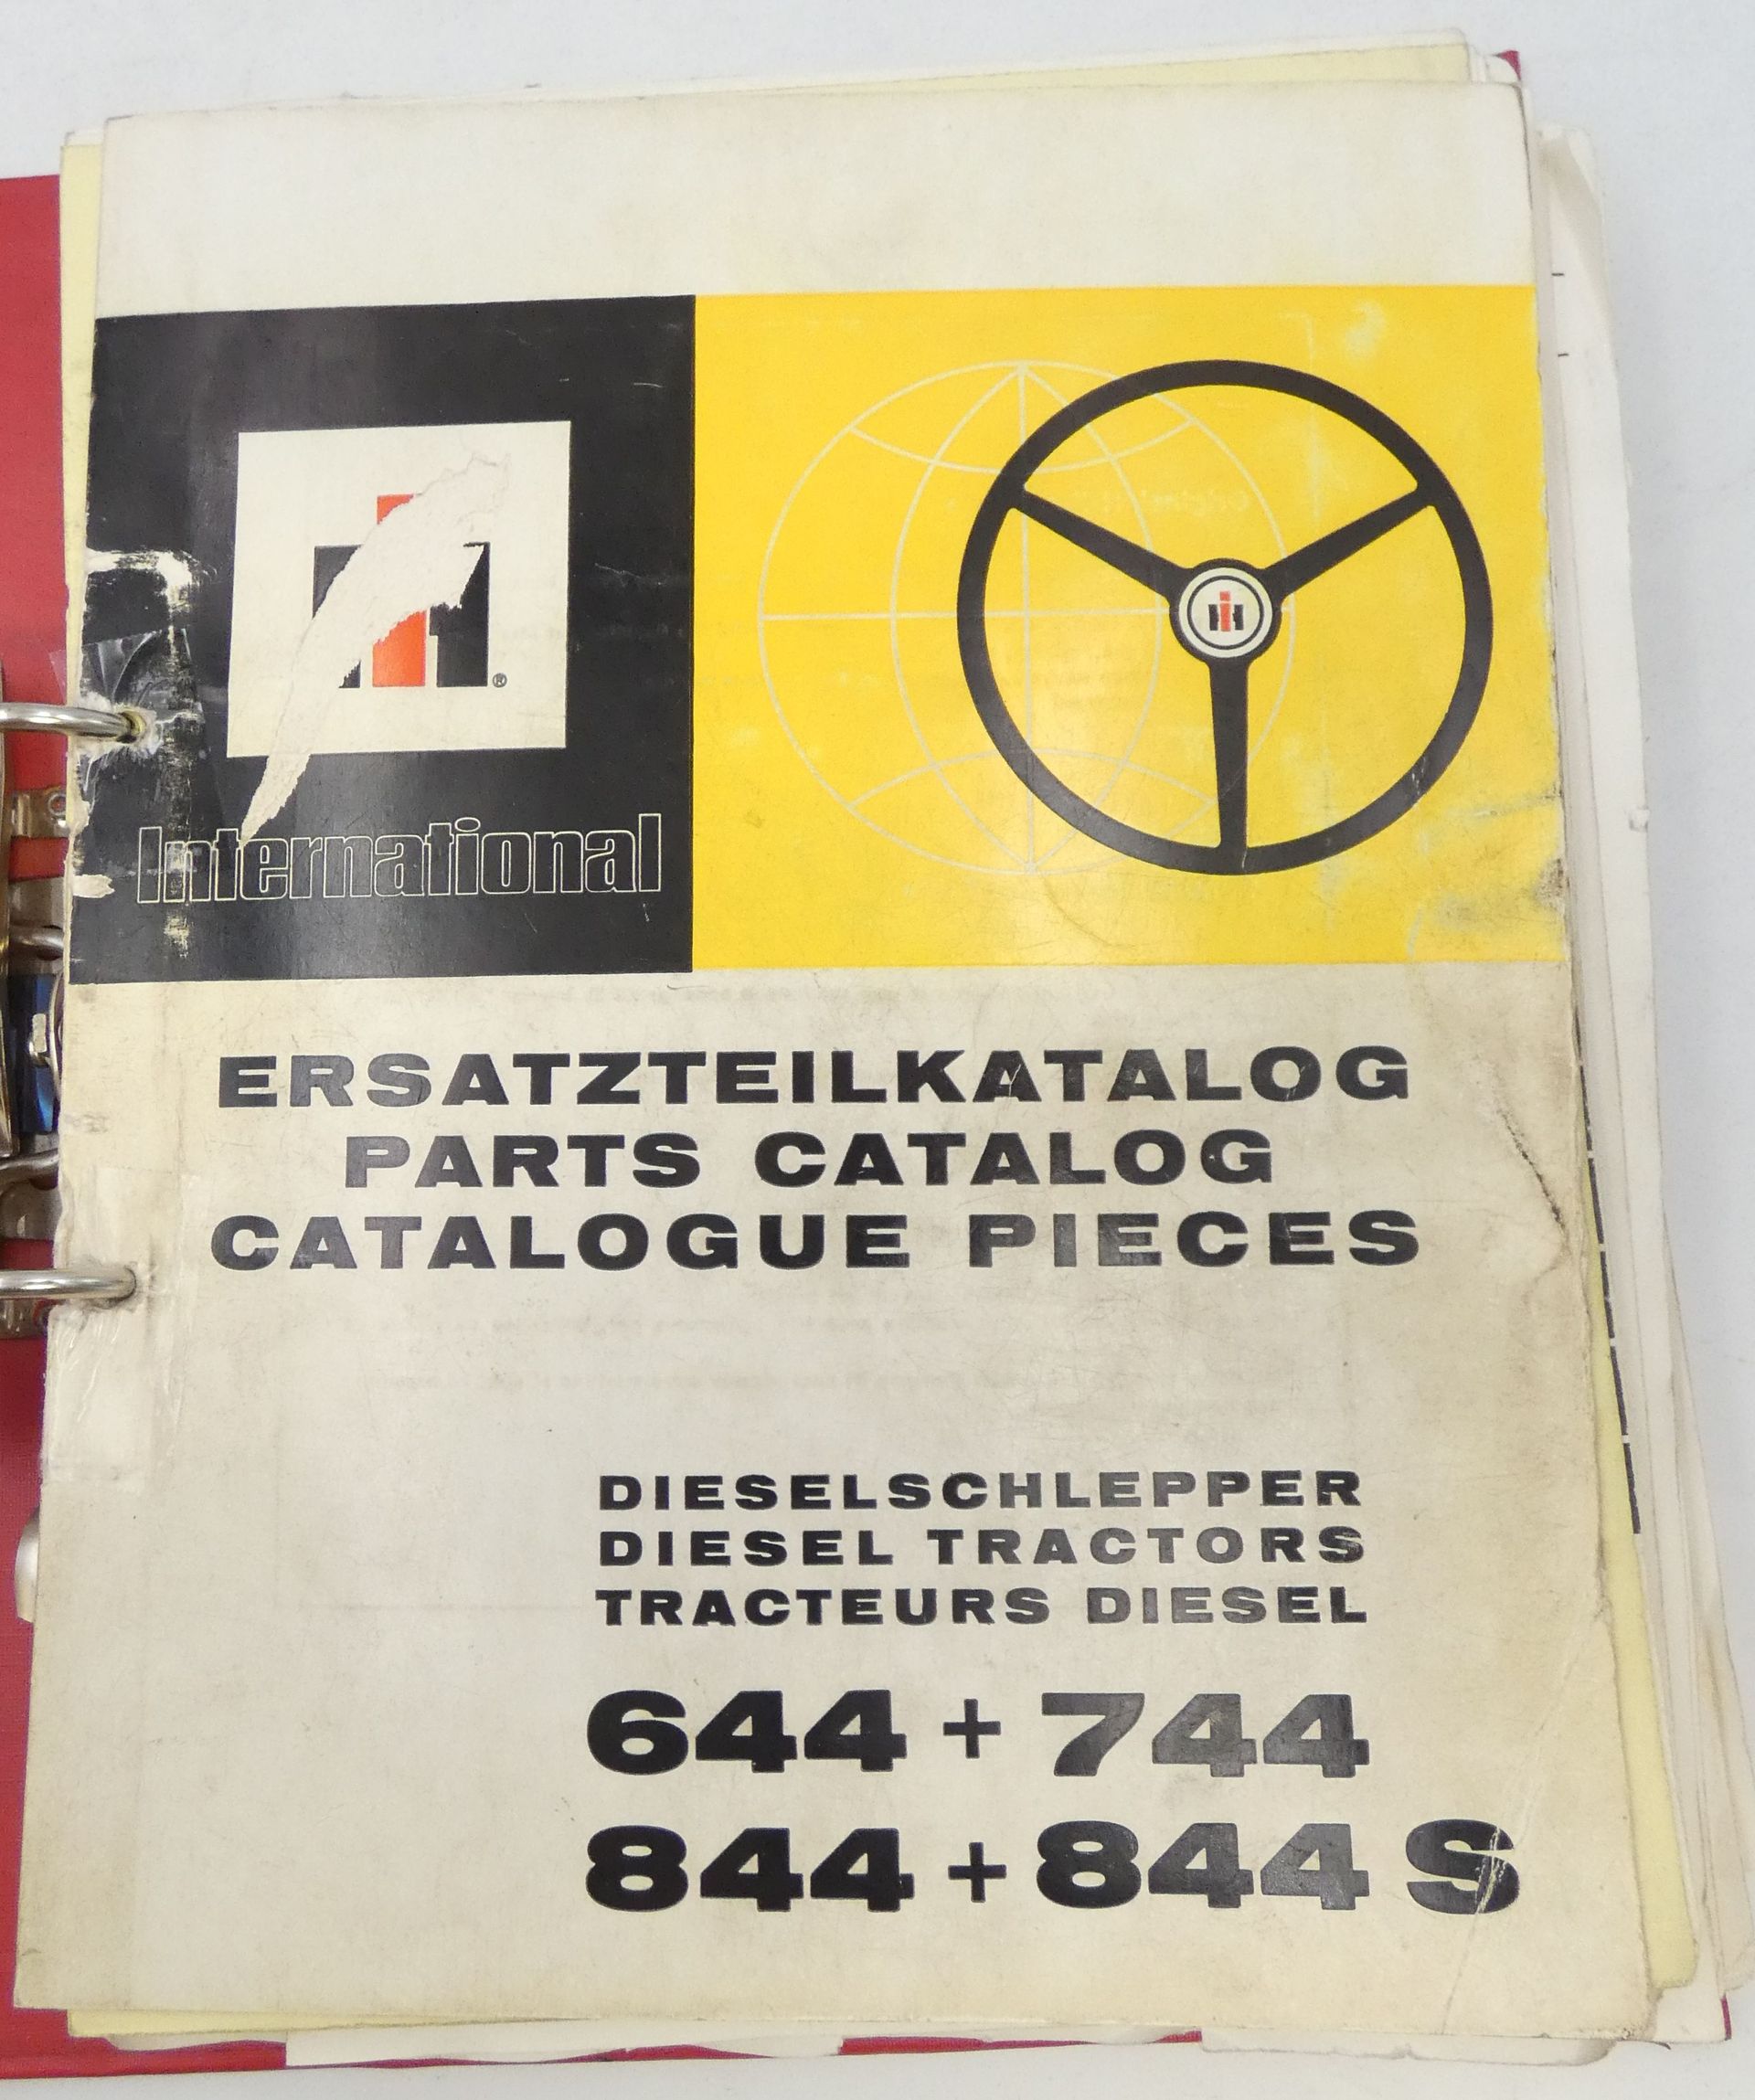 ®
International
ERSATZTEILKATALOG
PARTS CATALOG
CATALOGUE PIECES
DIESELSCHLEPPER
DIESEL TRACTORS
TRACTEURS DIESEL
644 + 744
844 + 844 S